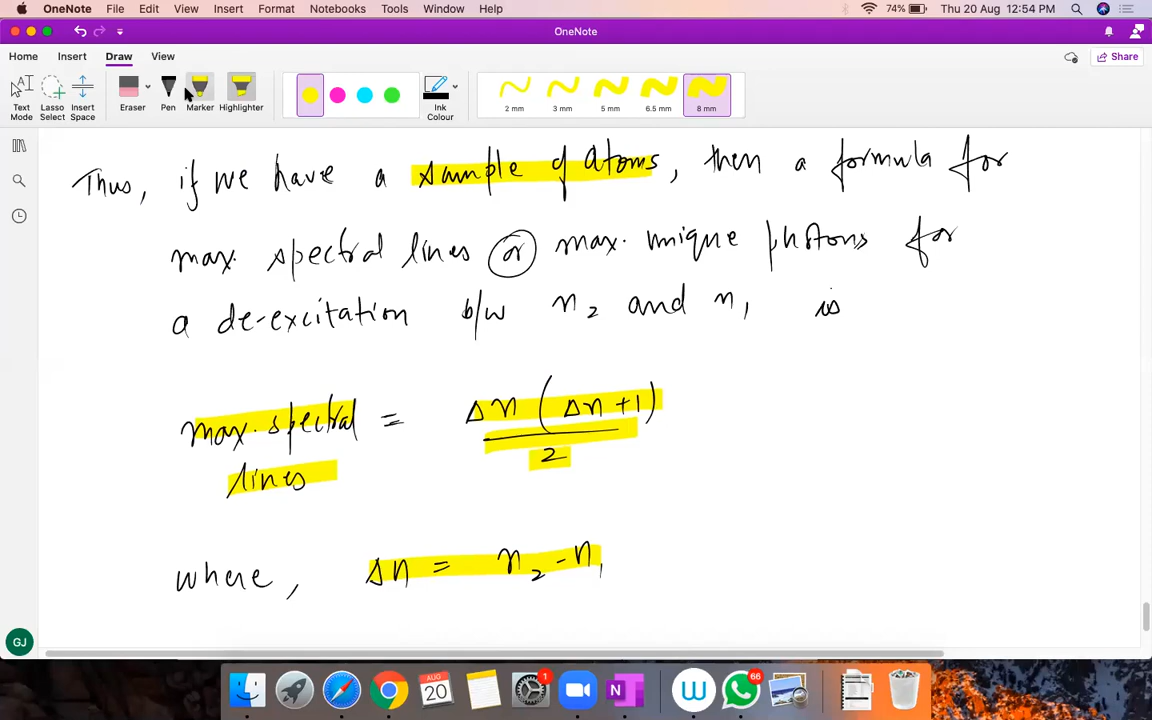 OneNote File Edit View Insert Format Notebooks Tools Window Help 74% Thu 20 Aug 12:54 PM
OneNote
Home Insert Draw View Share
Text Mode
Lasso Select
Insert Space
Eraser
Pen
Marker
Highlighter
Ink Colour
2 mm 3 mm 5 mm 6.5 mm 8 mm
Thus, if we have a sample of atoms, then a formula for
max. spectral lines or max. unique photons for
a de-excitation b/w n₂ and n₁ is
max. spectral = Δn (Δn+1)
2
lines
where, Δn = n₂ - n₁
GJ
AUG 20
1
66
W
N